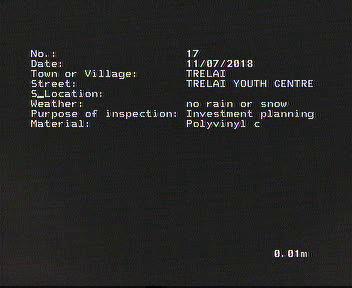 No.: 17
Date: 11/07/2018
Town or Village: TRELAI
Street: TRELAI YOUTH CENTRE
S_Location:
Weather: no rain or snow
Purpose of inspection: Investment planning
Material: Polyvinyl c
0.01m